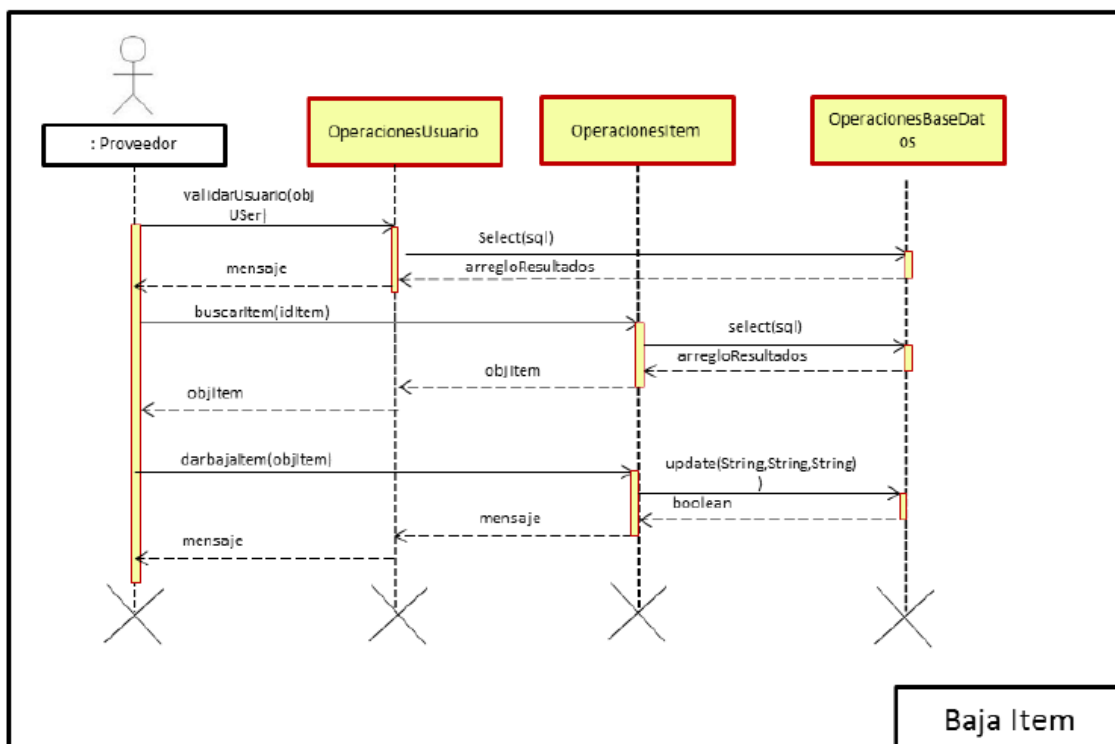 : Proveedor
OperacionesUsuario
OperacionesItem
OperacionesBaseDat
os
validarUsuario(obj
USer)
Select(sql)
arregloResultados
mensaje
buscarItem(idItem)
select(sql)
arregloResultados
objItem
objItem
darbajaItem(objItem)
update(String,String,String)
)
boolean
mensaje
mensaje
Baja Item